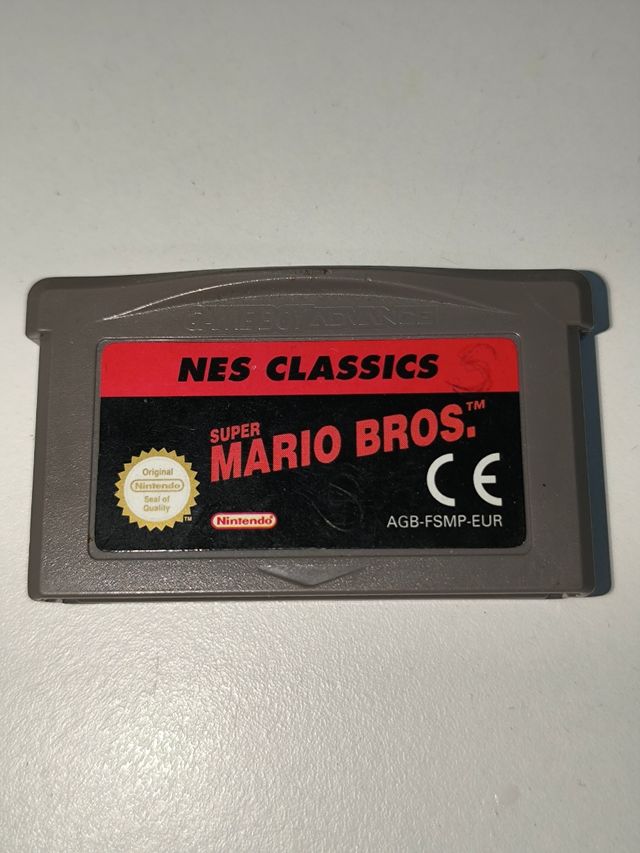 GAME BOY ADVANCE
NES CLASSICS
S
SUPER
MARIO BROS.™
Original
Nintendo
Seal of
Quality
™
Nintendo
CE
AGB-FSMP-EUR
S